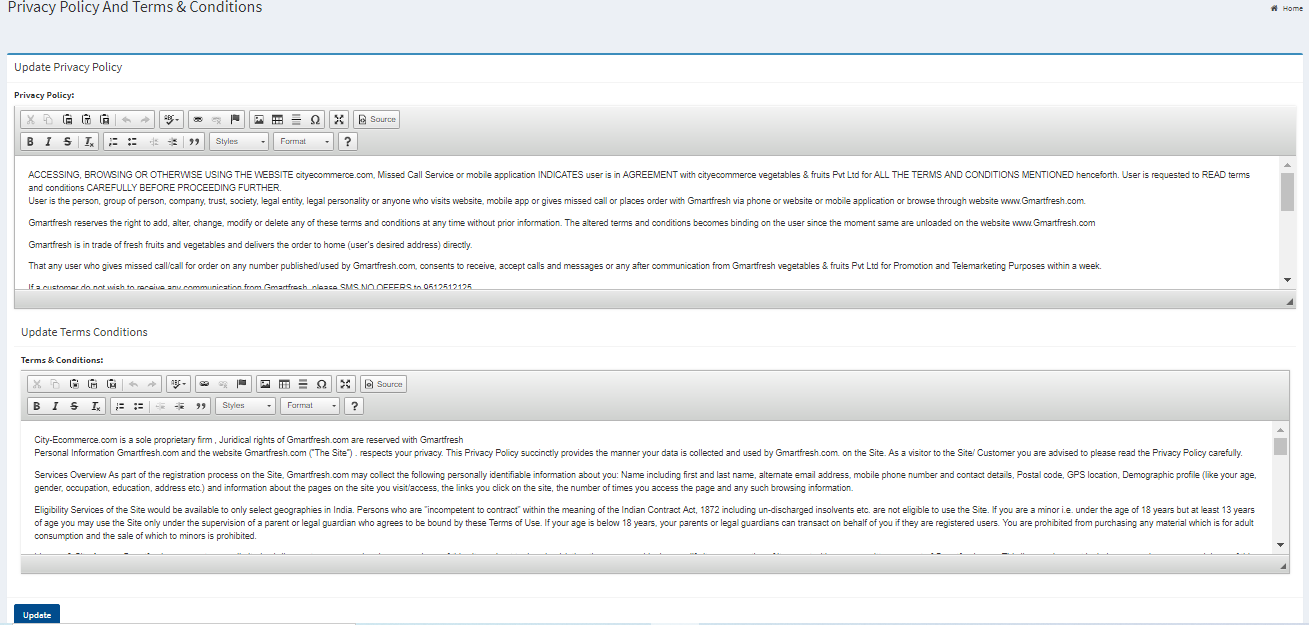 Privacy Policy And Terms & Conditions
Home
Update Privacy Policy
Privacy Policy:
Source
B I S Ix Styles Format ?
ACCESSING, BROWSING OR OTHERWISE USING THE WEBSITE cityecommerce.com, Missed Call Service or mobile application INDICATES user is in AGREEMENT with cityecommerce vegetables & fruits Pvt Ltd for ALL THE TERMS AND CONDITIONS MENTIONED henceforth. User is requested to READ terms
and conditions CAREFULLY BEFORE PROCEEDING FURTHER.
User is the person, group of person, company, trust, society, legal entity, legal personality or anyone who visits website, mobile app or gives missed call or places order with Gmartfresh via phone or website or mobile application or browse through website www.Gmartfresh.com.
Gmartfresh reserves the right to add, alter, change, modify or delete any of these terms and conditions at any time without prior information. The altered terms and conditions becomes binding on the user since the moment same are unloaded on the website www.Gmartfresh.com
Gmartfresh is in trade of fresh fruits and vegetables and delivers the order to home (user's desired address) directly.
That any user who gives missed call/call for order on any number published/used by Gmartfresh.com, consents to receive, accept calls and messages or any after communication from Gmartfresh vegetables & fruits Pvt Ltd for Promotion and Telemarketing Purposes within a week.
If a customer do not wish to receive any communication from Gmartfresh, please SMS NO OFFERS to 9512512125
Update Terms Conditions
Terms & Conditions:
Source
B I S Ix Styles Format ?
City-Ecommerce.com is a sole proprietary firm , Juridical rights of Gmartfresh.com are reserved with Gmartfresh
Personal Information Gmartfresh.com and the website Gmartfresh.com ("The Site") . respects your privacy. This Privacy Policy succinctly provides the manner your data is collected and used by Gmartfresh.com. on the Site. As a visitor to the Site/ Customer you are advised to please read the Privacy Policy carefully.
Services Overview As part of the registration process on the Site, Gmartfresh.com may collect the following personally identifiable information about you: Name including first and last name, alternate email address, mobile phone number and contact details, Postal code, GPS location, Demographic profile (like your age,
gender, occupation, education, address etc.) and information about the pages on the site you visit/access, the links you click on the site, the number of times you access the page and any such browsing information.
Eligibility Services of the Site would be available to only select geographies in India. Persons who are "incompetent to contract" within the meaning of the Indian Contract Act, 1872 including un-discharged insolvents etc. are not eligible to use the Site. If you are a minor i.e. under the age of 18 years but at least 13 years
of age you may use the Site only under the supervision of a parent or legal guardian who agrees to be bound by these Terms of Use. If your age is below 18 years, your parents or legal guardians can transact on behalf of you if they are registered users. You are prohibited from purchasing any material which is for adult
consumption and the sale of which to minors is prohibited.
Update